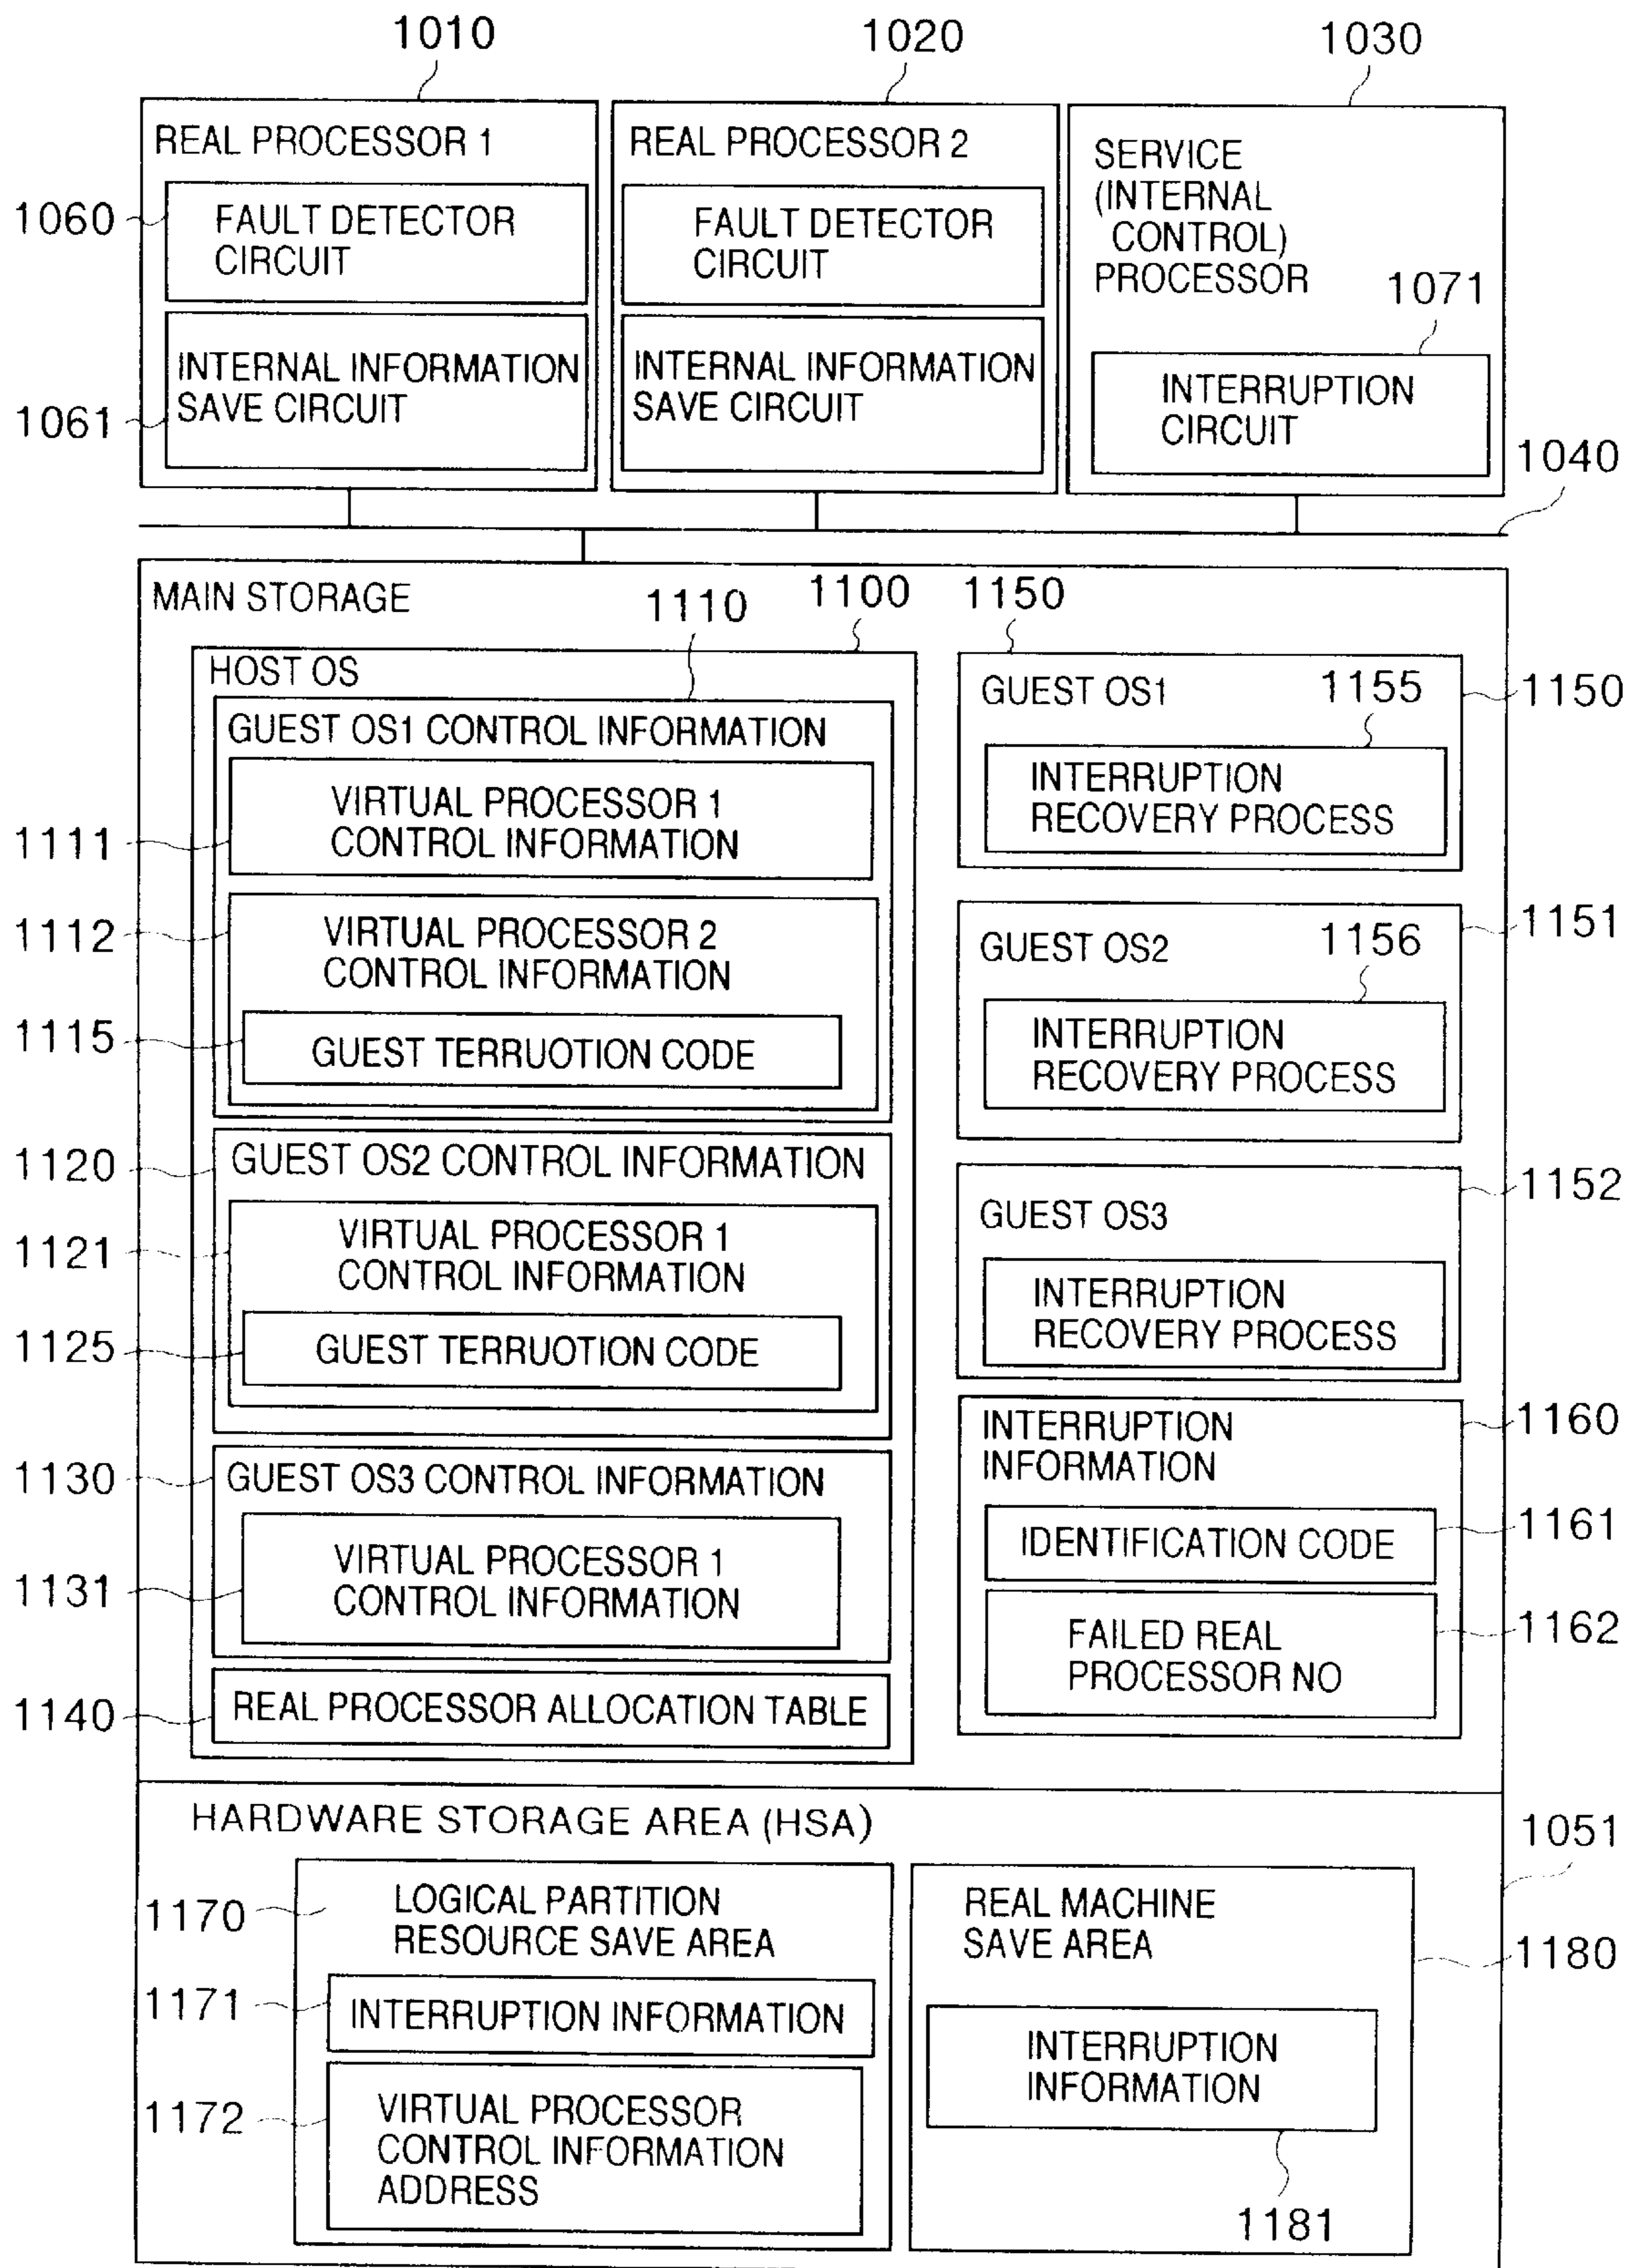 1010
1020
1030
REAL PROCESSOR 1
1060
FAULT DETECTOR
CIRCUIT
1061
INTERNAL INFORMATION
SAVE CIRCUIT
REAL PROCESSOR 2
FAULT DETECTOR
CIRCUIT
INTERNAL INFORMATION
SAVE CIRCUIT
SERVICE
(INTERNAL
CONTROL)
PROCESSOR
1071
INTERRUPTION
CIRCUIT
1040
MAIN STORAGE
1110
1100
1150
HOST OS
GUEST OS1 CONTROL INFORMATION
1111
VIRTUAL PROCESSOR 1
CONTROL INFORMATION
1112
VIRTUAL PROCESSOR 2
CONTROL INFORMATION
1115
GUEST TERRUOTION CODE
1120
GUEST OS2 CONTROL INFORMATION
1121
VIRTUAL PROCESSOR 1
CONTROL INFORMATION
1125
GUEST TERRUOTION CODE
1130
GUEST OS3 CONTROL INFORMATION
1131
VIRTUAL PROCESSOR 1
CONTROL INFORMATION
1140
REAL PROCESSOR ALLOCATION TABLE
GUEST OS1
1155
1150
INTERRUPTION
RECOVERY PROCESS
GUEST OS2
1156
1151
INTERRUPTION
RECOVERY PROCESS
1152
GUEST OS3
INTERRUPTION
RECOVERY PROCESS
INTERRUPTION
INFORMATION
1160
IDENTIFICATION CODE
1161
FAILED REAL
PROCESSOR NO
1162
HARDWARE STORAGE AREA (HSA)
1051
1170
LOGICAL PARTITION
RESOURCE SAVE AREA
1171
INTERRUPTION INFORMATION
1172
VIRTUAL PROCESSOR
CONTROL INFORMATION
ADDRESS
REAL MACHINE
SAVE AREA
1180
INTERRUPTION
INFORMATION
1181